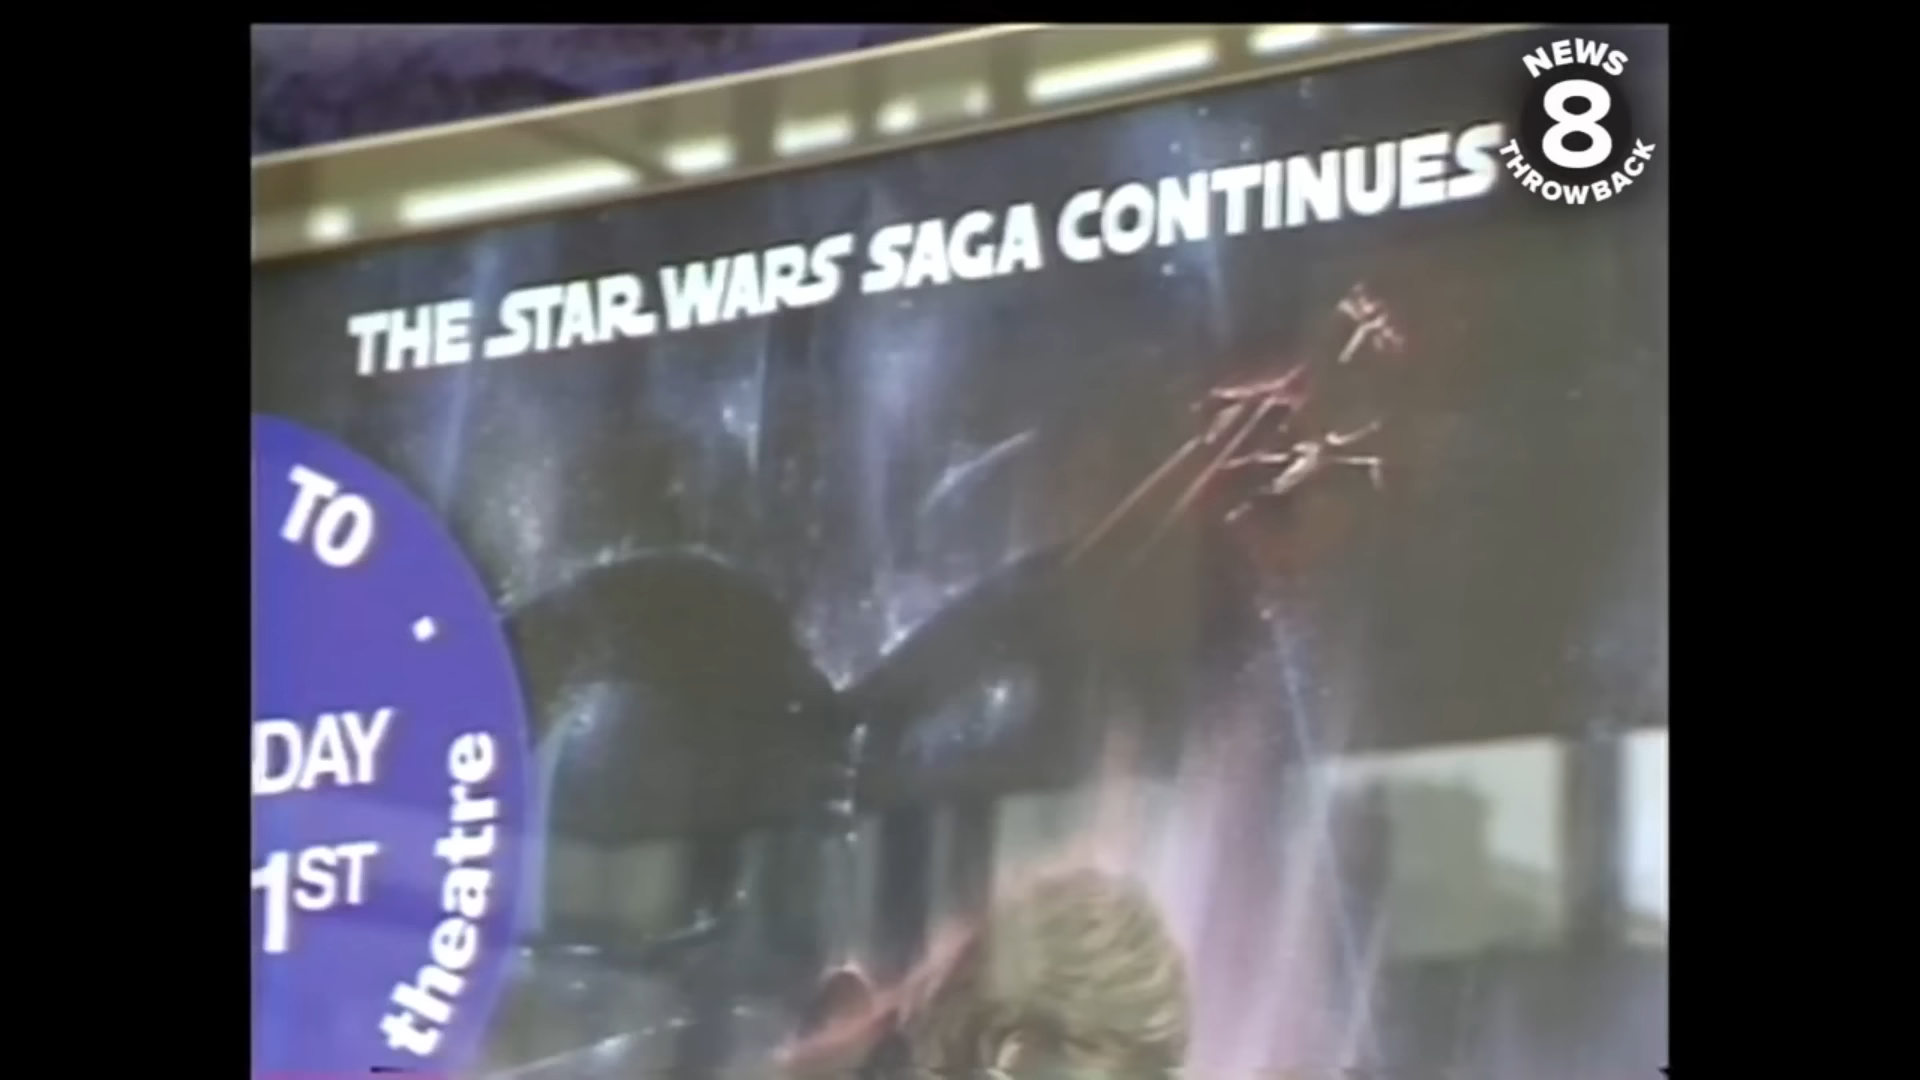 NEWS
8
THROWBACK
THE STAR WARS SAGA CONTINUES
TO
DAY
1ST
theatre